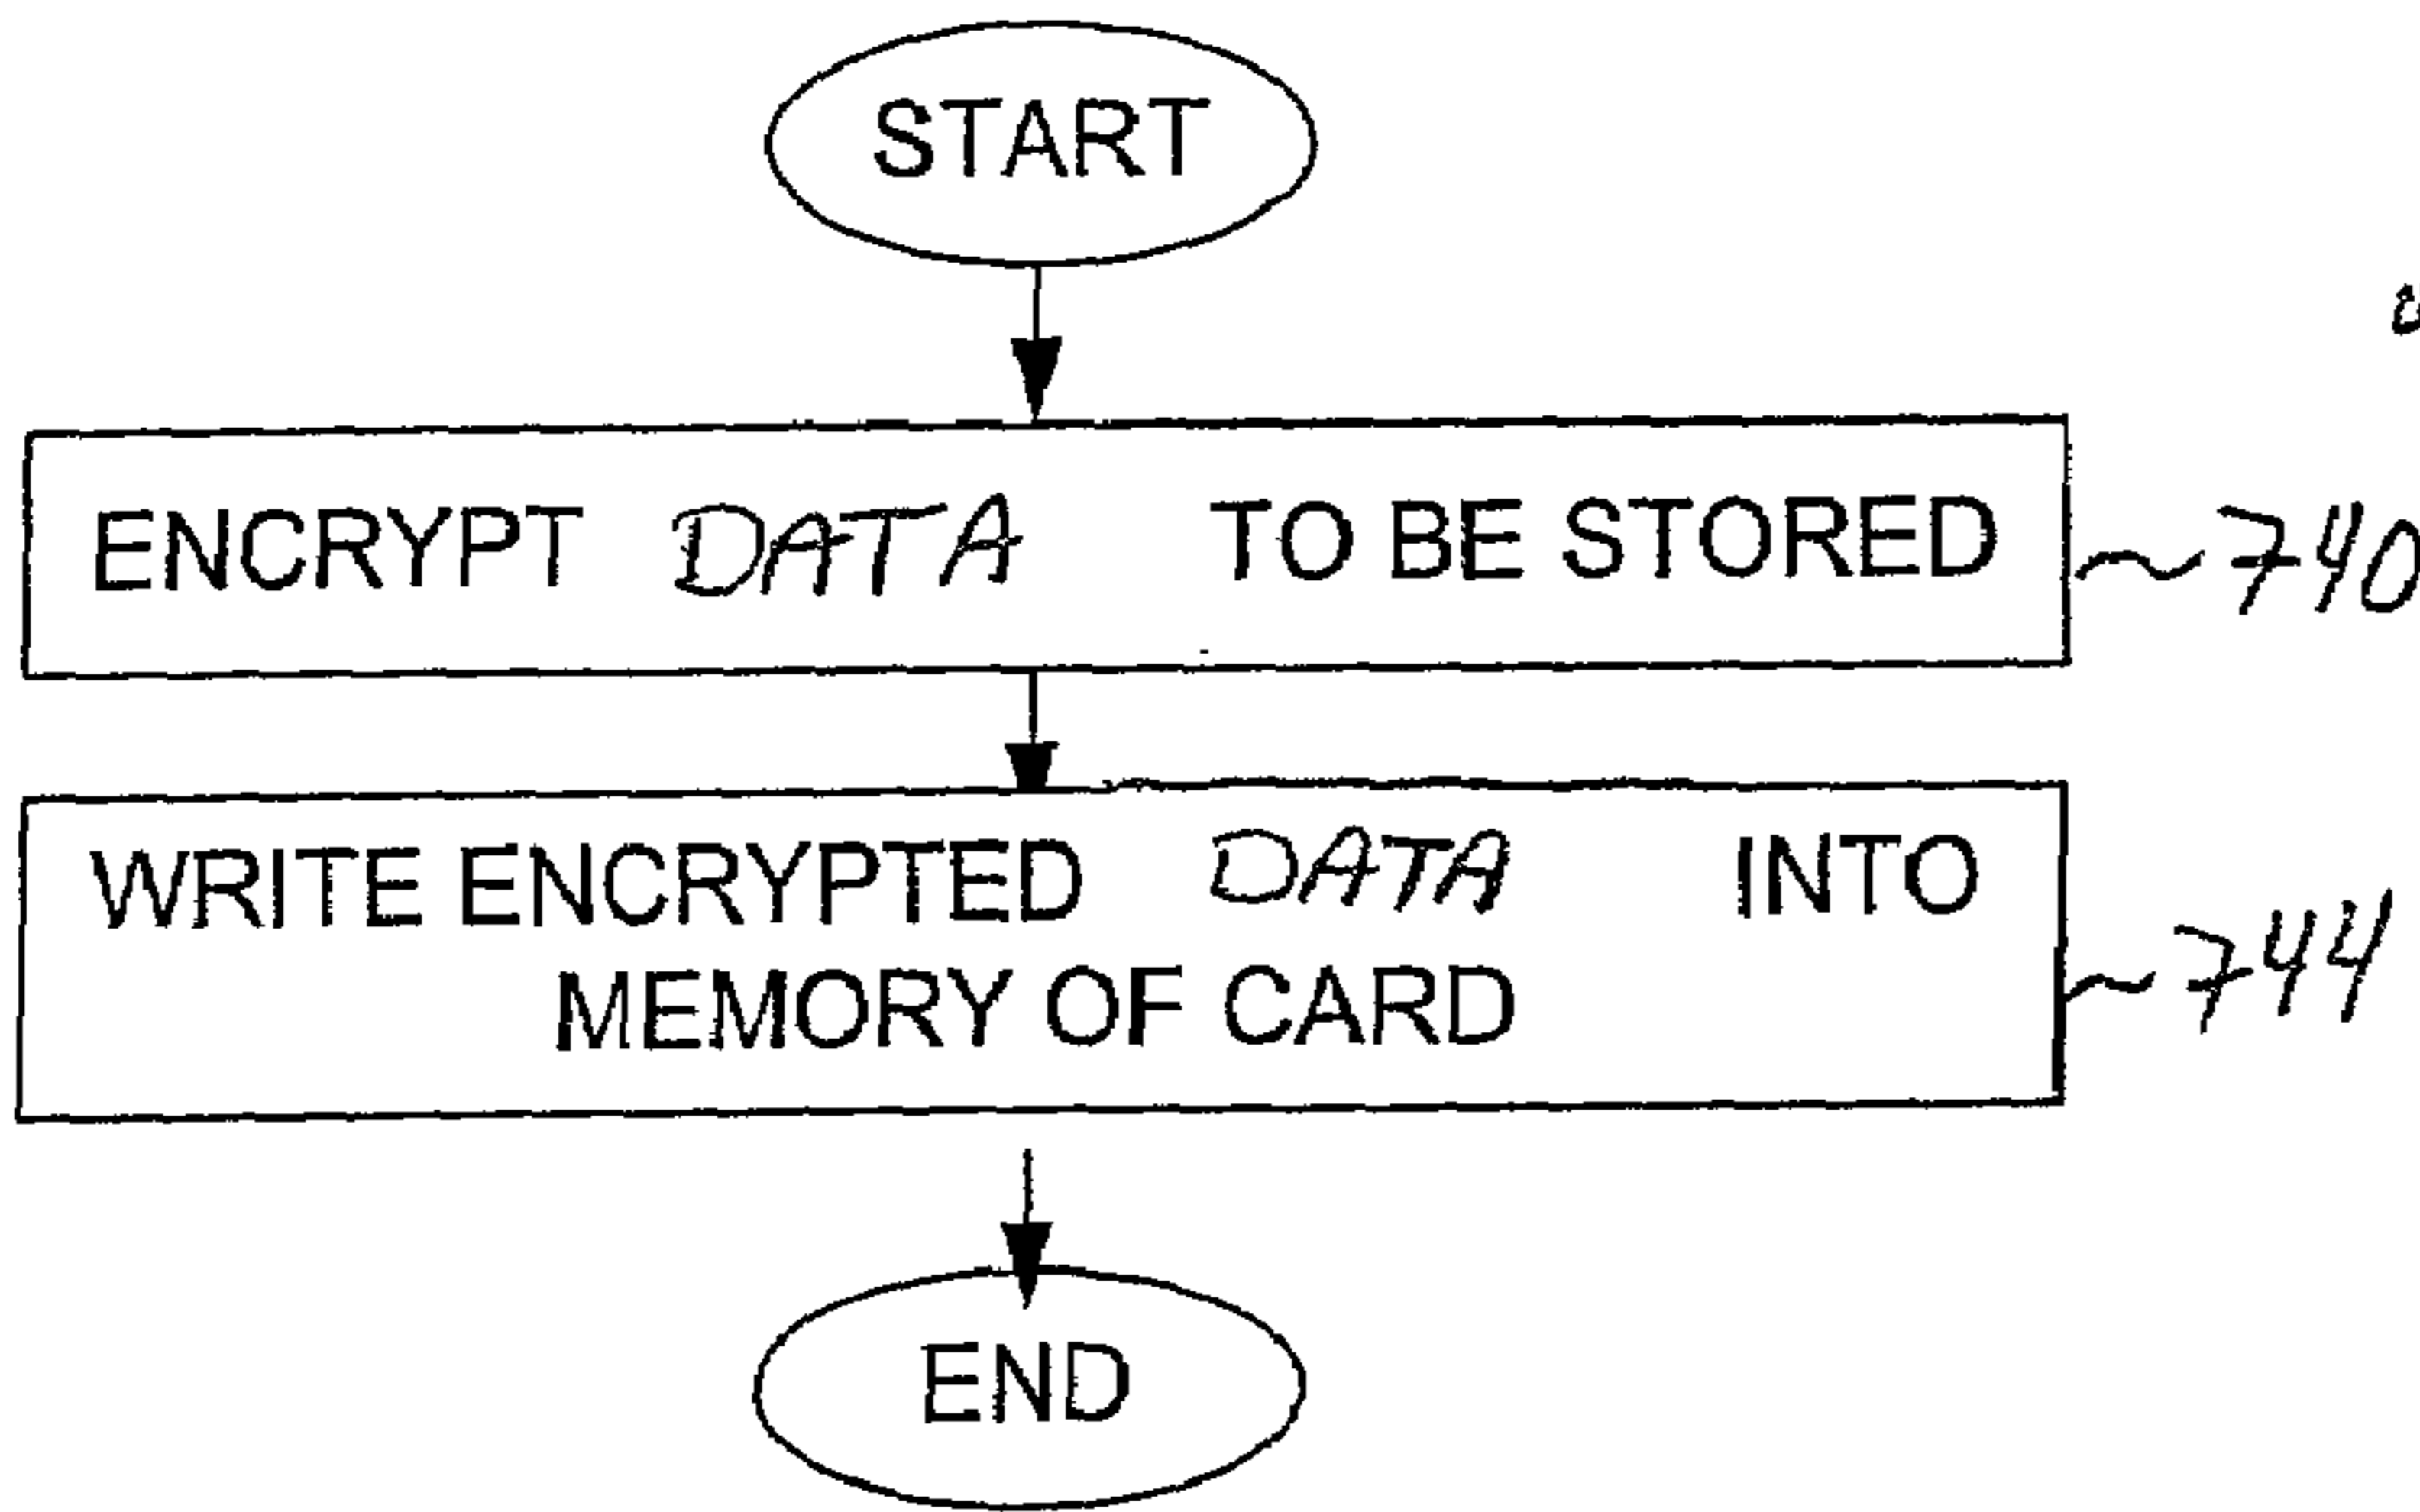 START
ENCRYPT DATA TO BE STORED 740
WRITE ENCRYPTED DATA INTO
MEMORY OF CARD 744
END